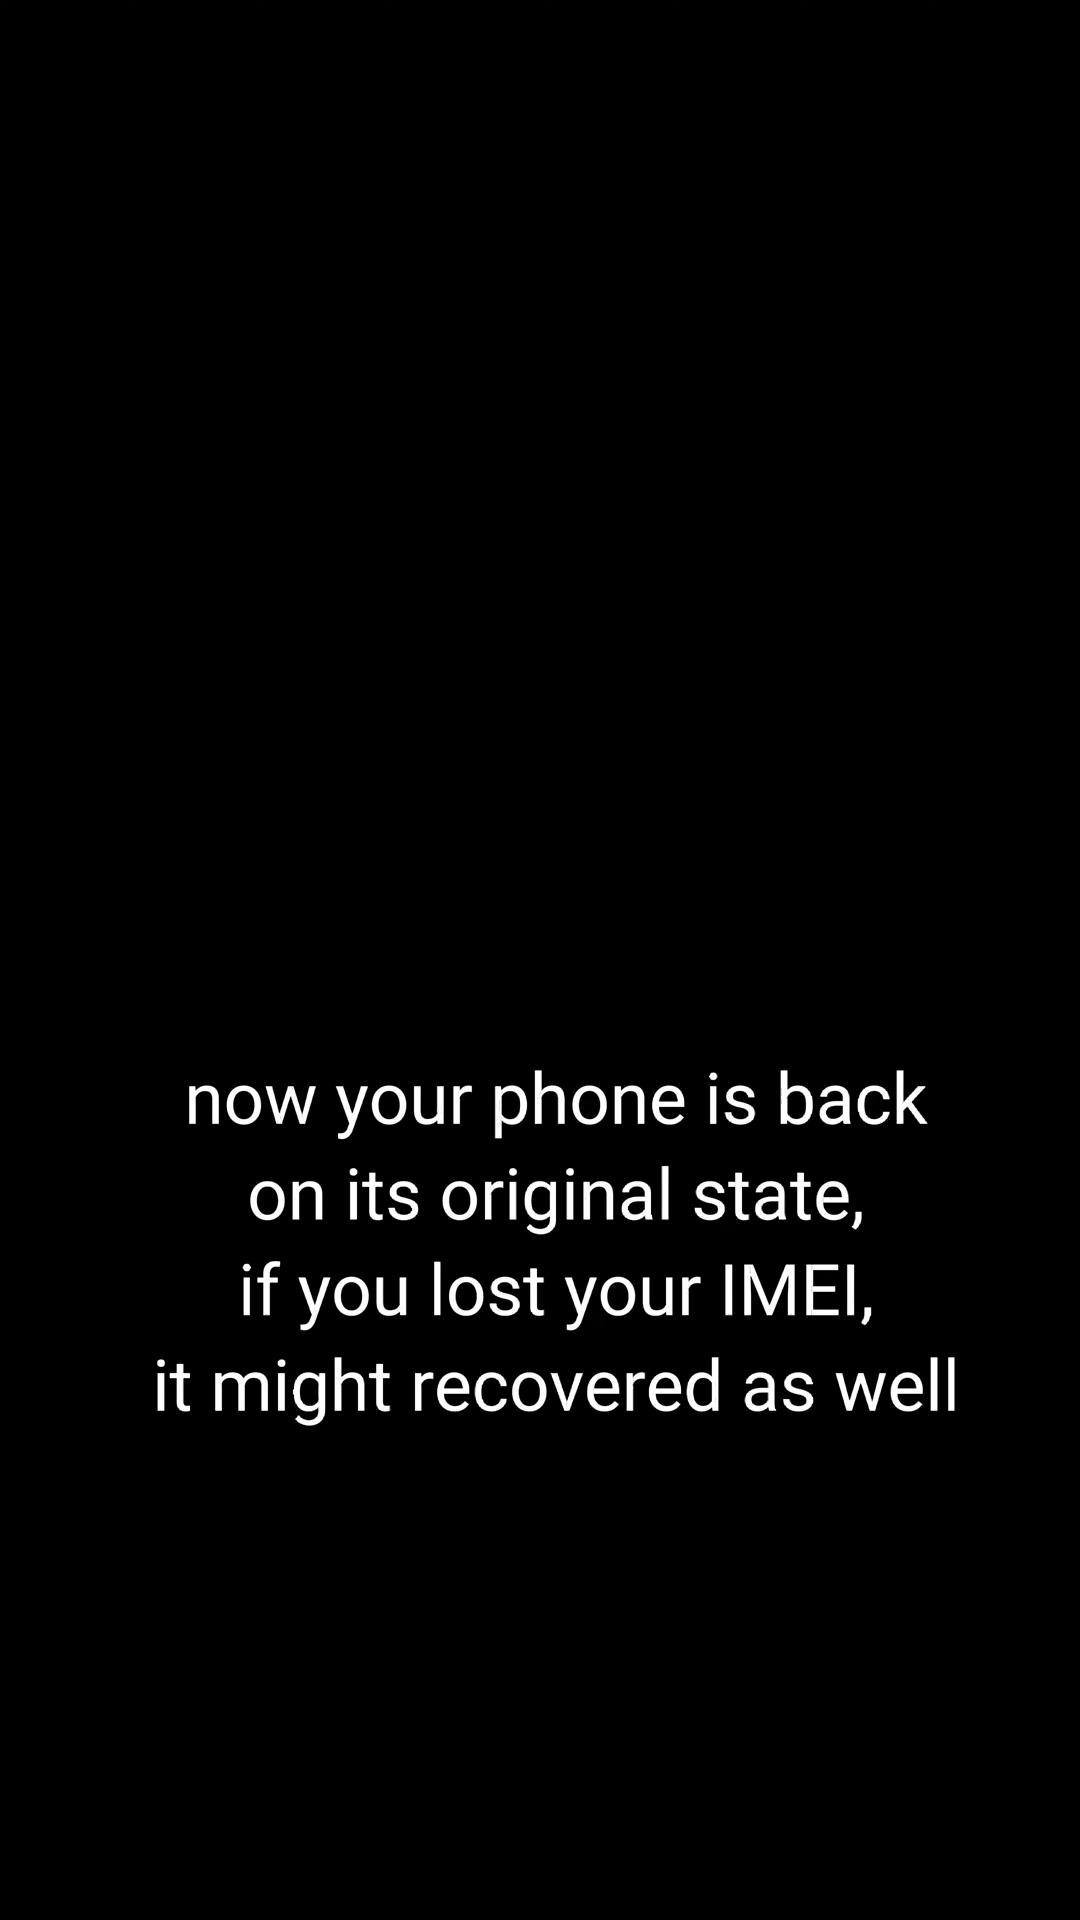 now your phone is back
on its original state,
if you lost your IMEI,
it might recovered as well